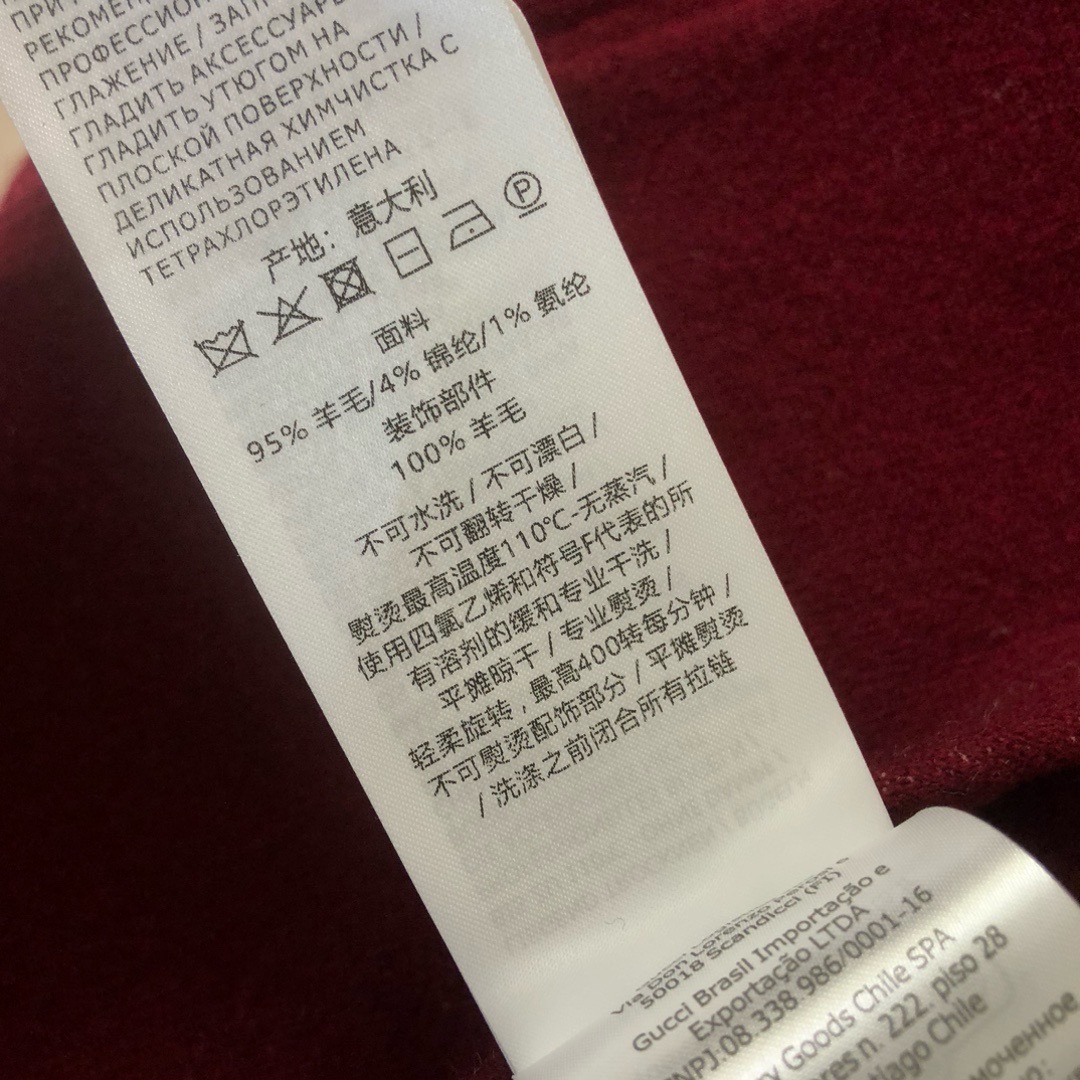 ПРИ
РЕКОМЕН
ПРОФЕССИОН
ГЛАЖЕНИЕ / ЗАП
ГЛАДИТЬ АКСЕССУАР
ГЛАДИТЬ УТЮГОМ НА
ПЛОСКОЙ ПОВЕРХНОСТИ /
ДЕЛИКАТНАЯ ХИМЧИСТКА С
ИСПОЛЬЗОВАНИЕМ
ТЕТРАХЛОРЭТИЛЕНА
产地：意大利
P
面料
95% 羊毛/4% 锦纶/1% 氨纶
装饰部件
100% 羊毛
不可水洗 / 不可漂白 /
不可翻转干燥 /
熨烫最高温度110°C-无蒸汽 /
使用四氯乙烯和符号F代表的所
有溶剂的缓和专业干洗 /
平摊晾干 / 专业熨烫 /
轻柔旋转，最高400转每分钟 /
不可熨烫配饰部分 / 平摊熨烫
/ 洗涤之前闭合所有拉链
Via Don Lorenzo
50018 Scandicci (FI)
Gucci Brasil Importação e
Exportação LTDA
NPJ:08.338.986/0001-16
ry Goods Chile SPA
res n. 222, piso 28
iago Chile
моченное